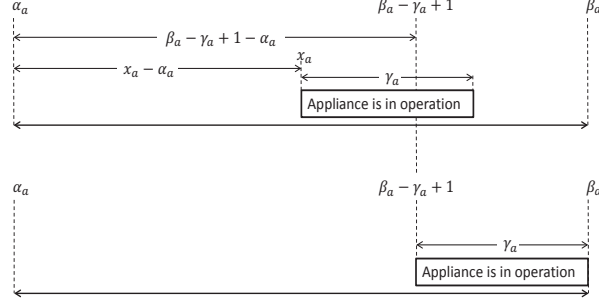 αₐ βₐ − γₐ + 1 βₐ
βₐ − γₐ + 1 − αₐ
xₐ
xₐ − αₐ γₐ
Appliance is in operation
αₐ βₐ − γₐ + 1 βₐ
γₐ
Appliance is in operation